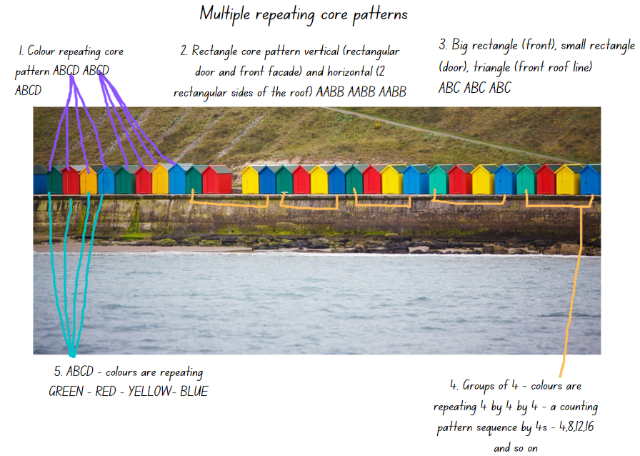 Multiple repeating core patterns
1. Colour repeating core
pattern ABCD ABCD
ABCD
2. Rectangle core pattern vertical (rectangular
door and front facade) and horizontal (2
rectangular sides of the roof) AABB AABB AABB
3. Big rectangle (front), small rectangle
(door), triangle (front roof line)
ABC ABC ABC
5. ABCD - colours are repeating
GREEN - RED - YELLOW- BLUE
4. Groups of 4 - colours are
repeating 4 by 4 by 4 - a counting
pattern sequence by 4s - 4,8,12,16
and so on